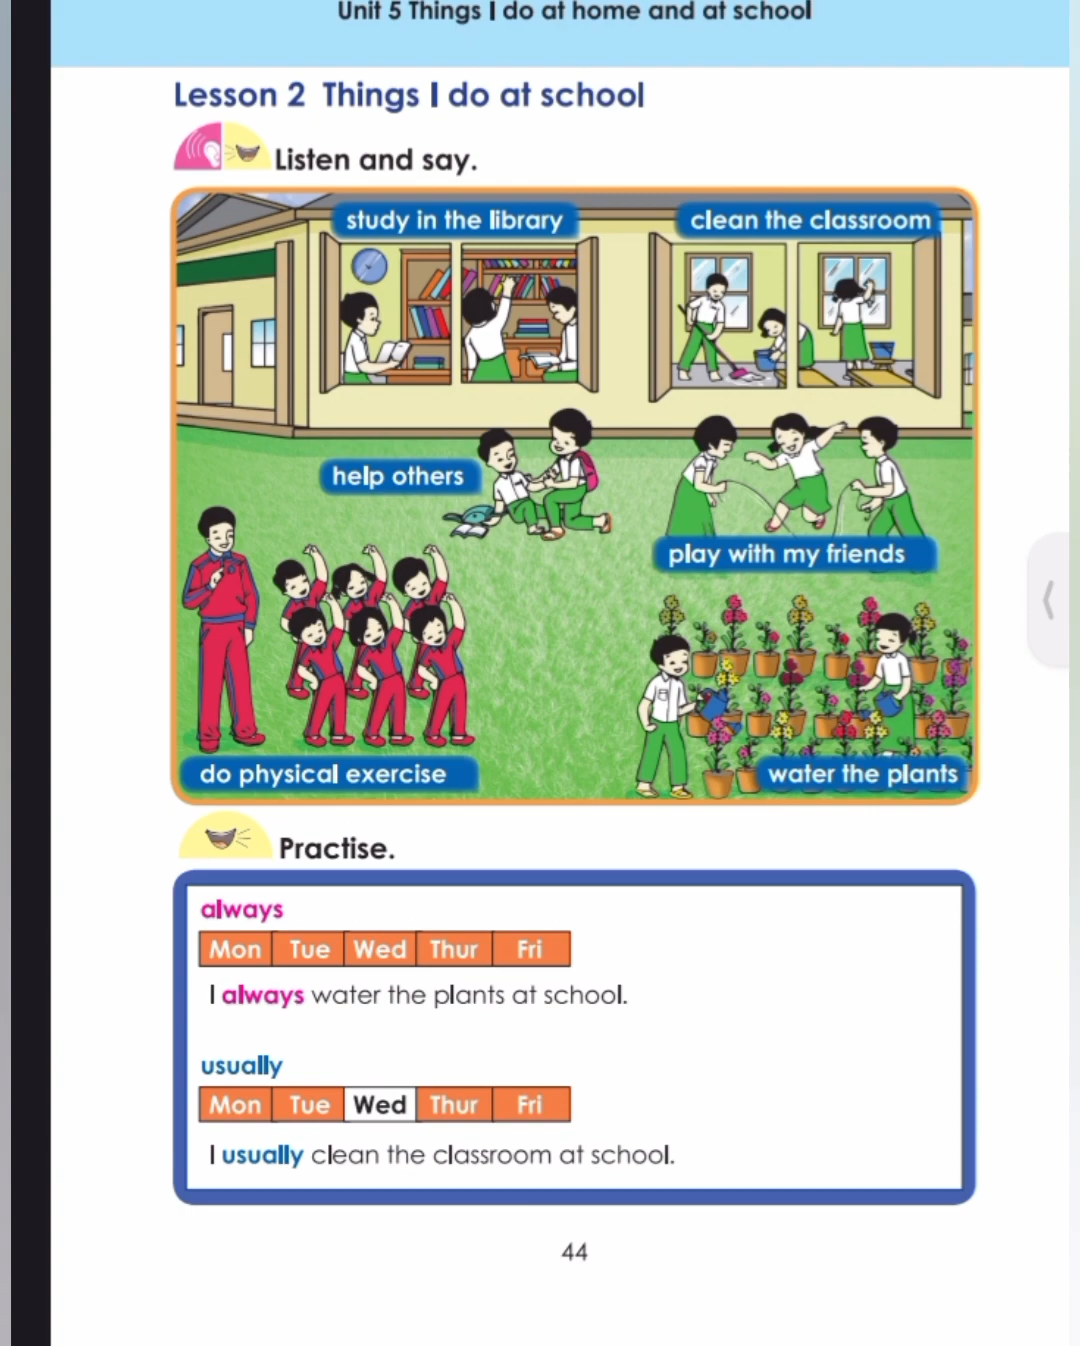 Unit 5 Things I do at home and at school
Lesson 2 Things I do at school
Listen and say.
study in the library
clean the classroom
help others
play with my friends
do physical exercise
water the plants
Practise.
always
Mon Tue Wed Thur Fri
I always water the plants at school.
usually
Mon Tue Wed Thur Fri
I usually clean the classroom at school.
44